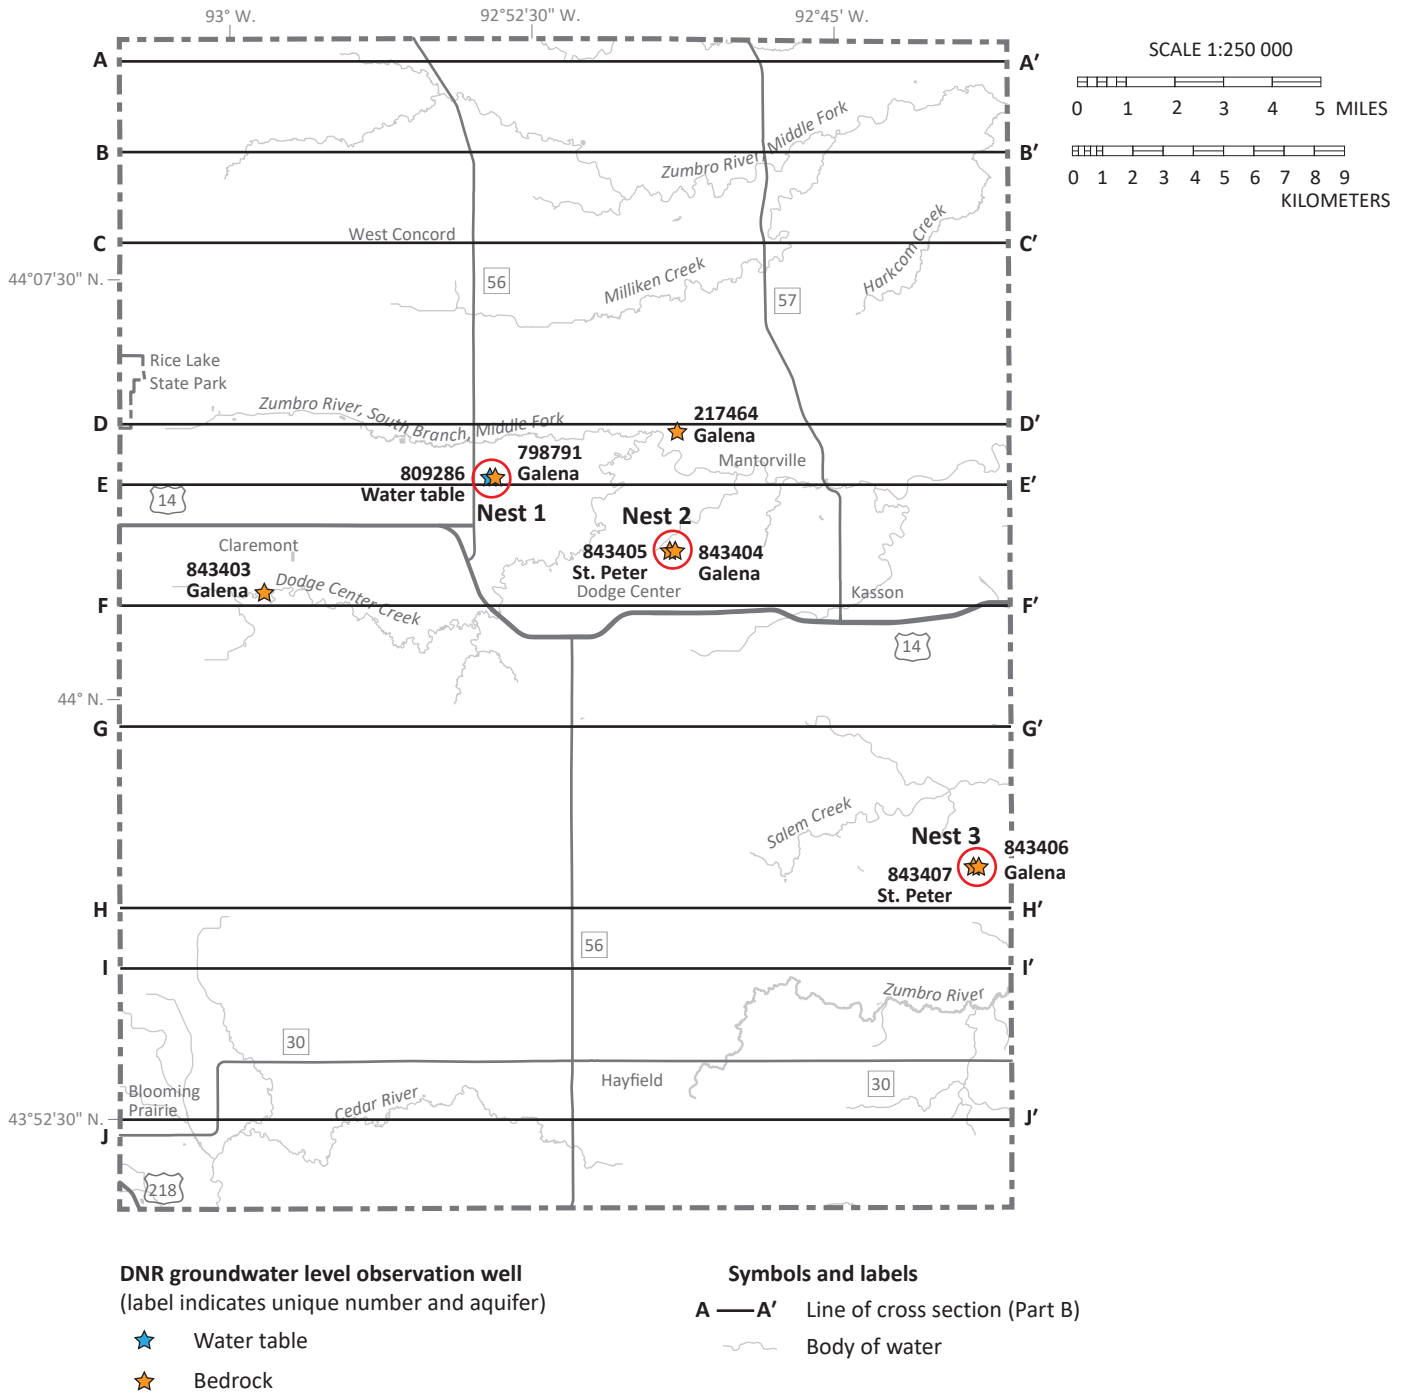 93° W.
92°52'30" W.
92°45' W.
SCALE 1:250 000
0 1 2 3 4 5 MILES
0 1 2 3 4 5 6 7 8 9
KILOMETERS
A A′
B B′
Zumbro River, Middle Fork
C C′
West Concord
44°07'30" N.
56
Milliken Creek
57
Harkcom Creek
Rice Lake
State Park
Zumbro River, South Branch, Middle Fork
D D′
217464
Galena
Mantorville
809286
Water table
798791
Galena
E E′
14
Nest 1
Nest 2
Claremont
843403
Galena
Dodge Center Creek
843405
St. Peter
843404
Galena
Dodge Center
Kasson
F F′
14
44° N.
G G′
Salem Creek
Nest 3
843406
Galena
843407
St. Peter
H H′
56
I I′
Zumbro River
30
Hayfield
30
Blooming
Prairie
Cedar River
43°52'30" N.
J J′
218
DNR groundwater level observation well
(label indicates unique number and aquifer)
Water table
Bedrock
Symbols and labels
A A′ Line of cross section (Part B)
Body of water